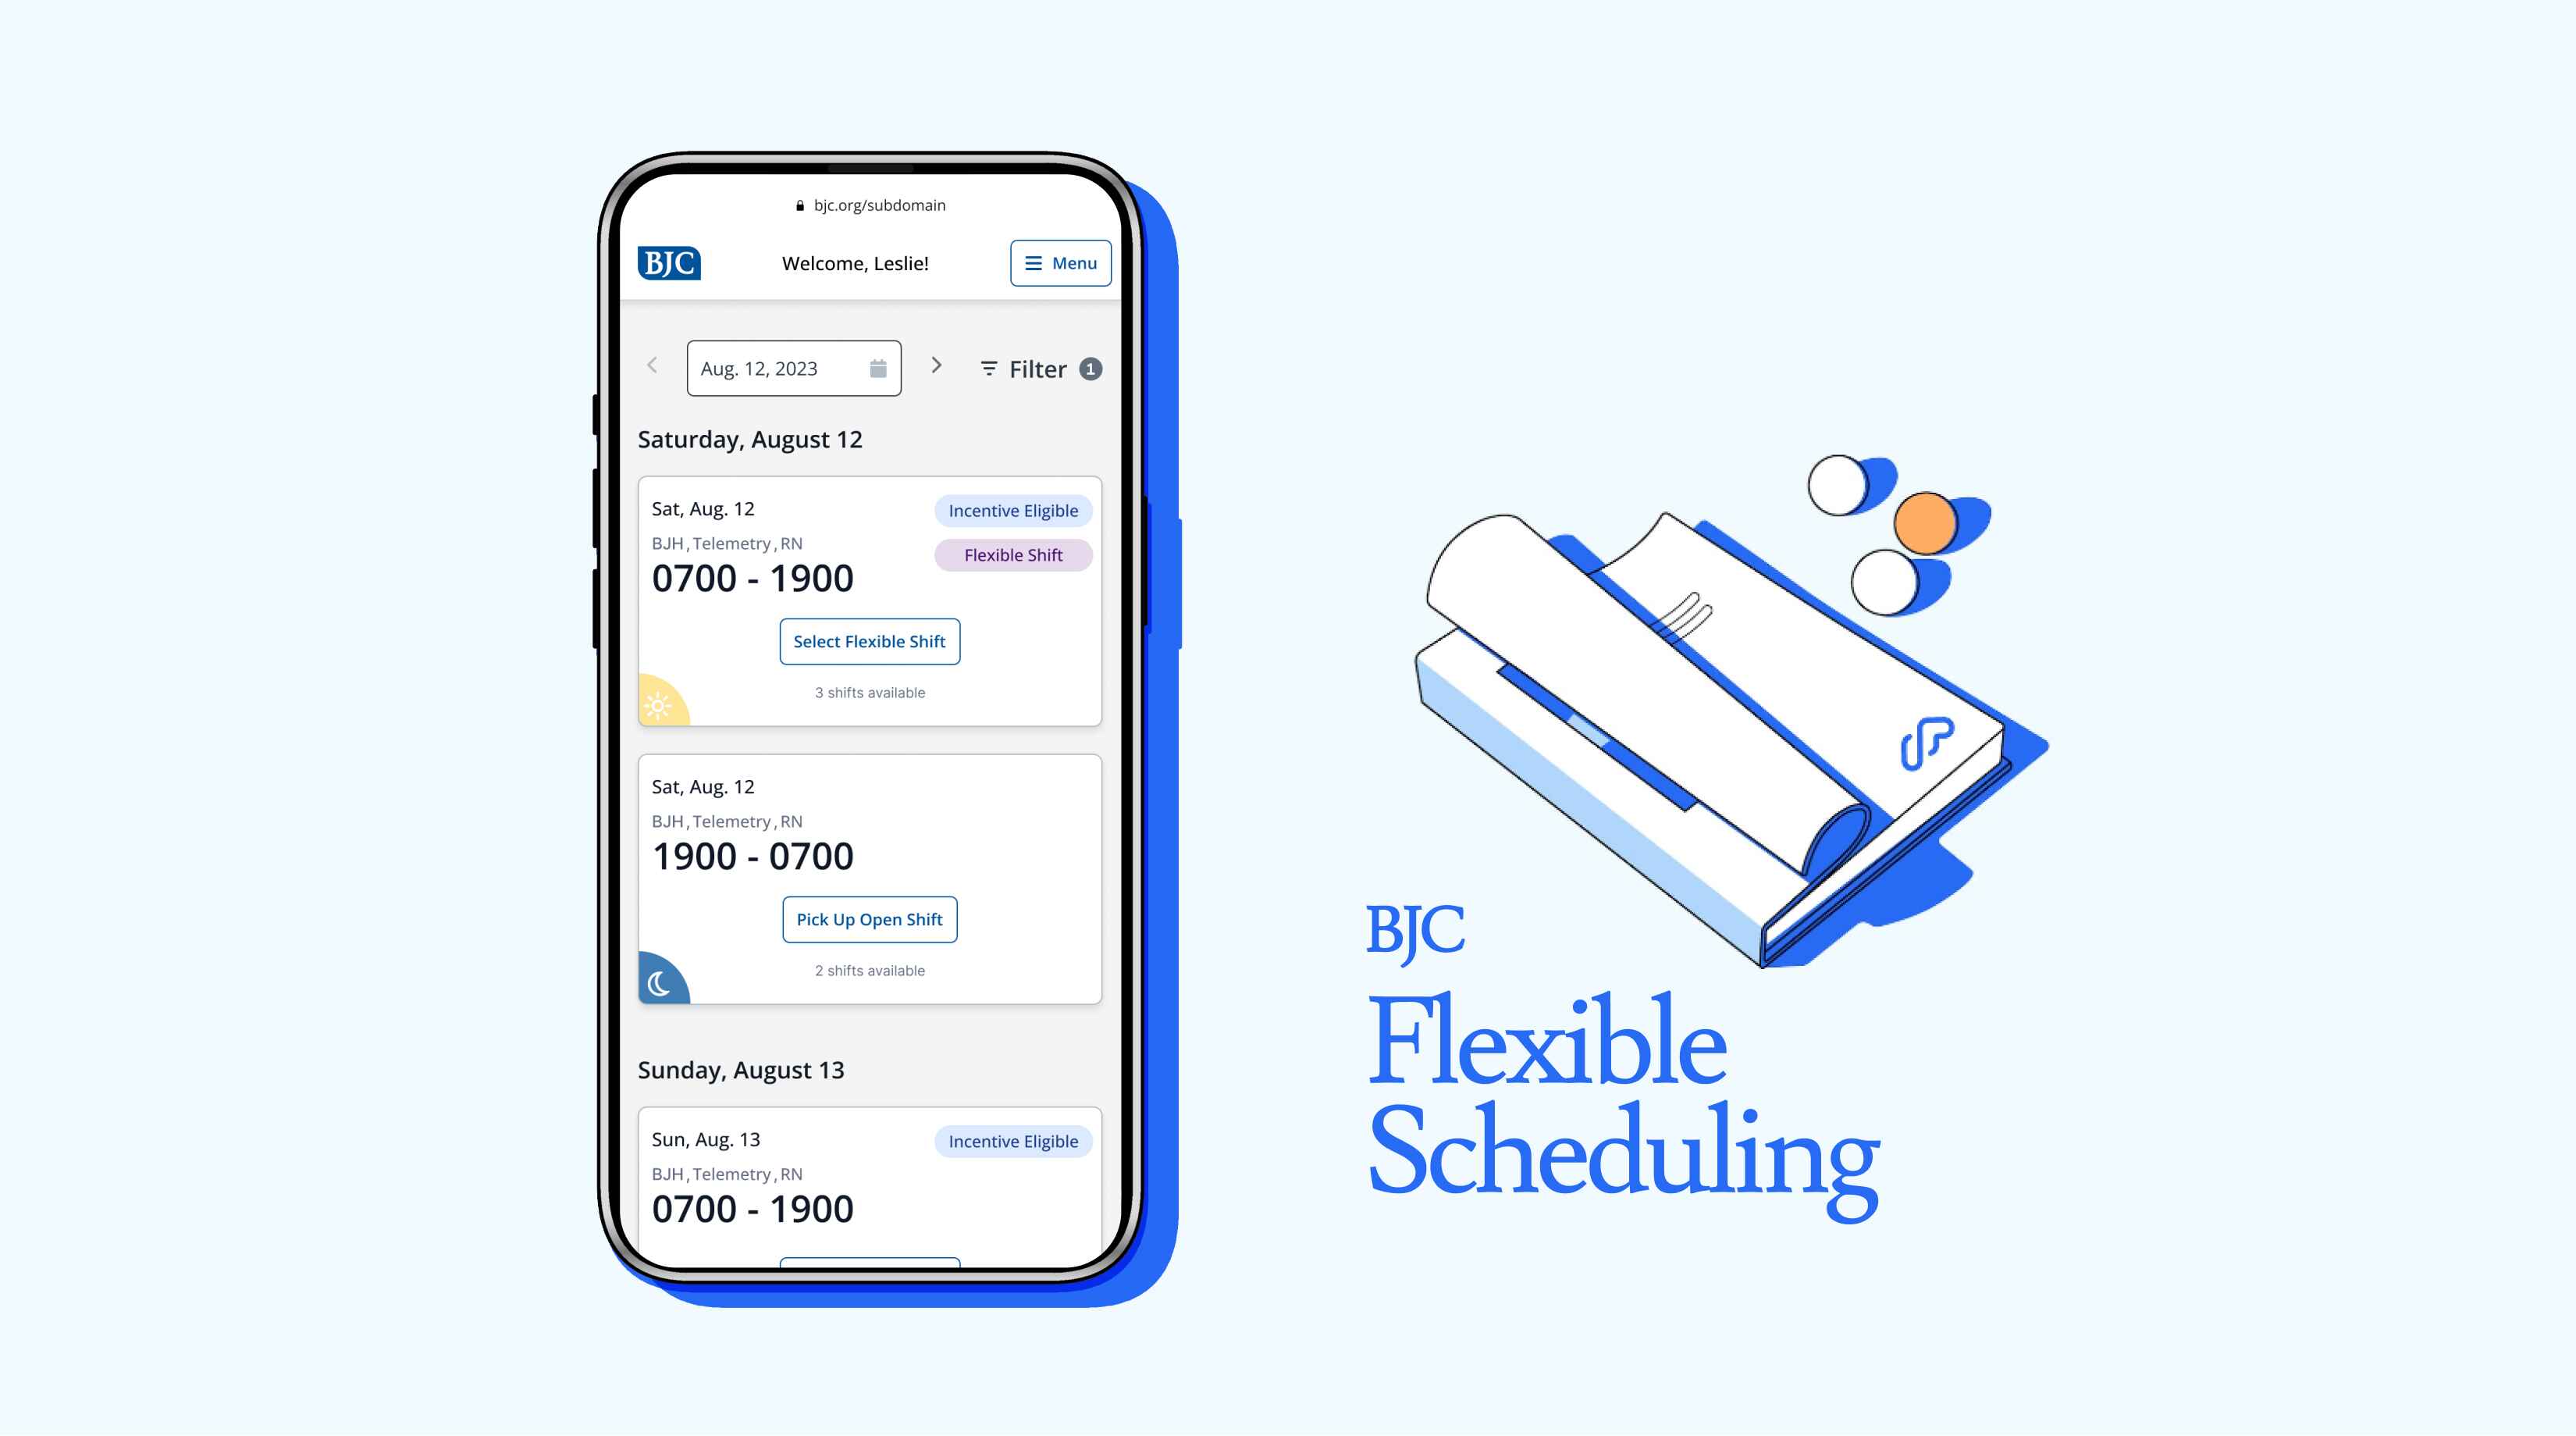 bjc.org/subdomain
BJC
Welcome, Leslie!
Menu
Aug. 12, 2023
Filter 1
Saturday, August 12
Sat, Aug. 12
Incentive Eligible
BJH, Telemetry, RN
Flexible Shift
0700 - 1900
Select Flexible Shift
3 shifts available
Sat, Aug. 12
BJH, Telemetry, RN
1900 - 0700
Pick Up Open Shift
2 shifts available
Sunday, August 13
Sun, Aug. 13
Incentive Eligible
BJH, Telemetry, RN
0700 - 1900
BJC
Flexible
Scheduling